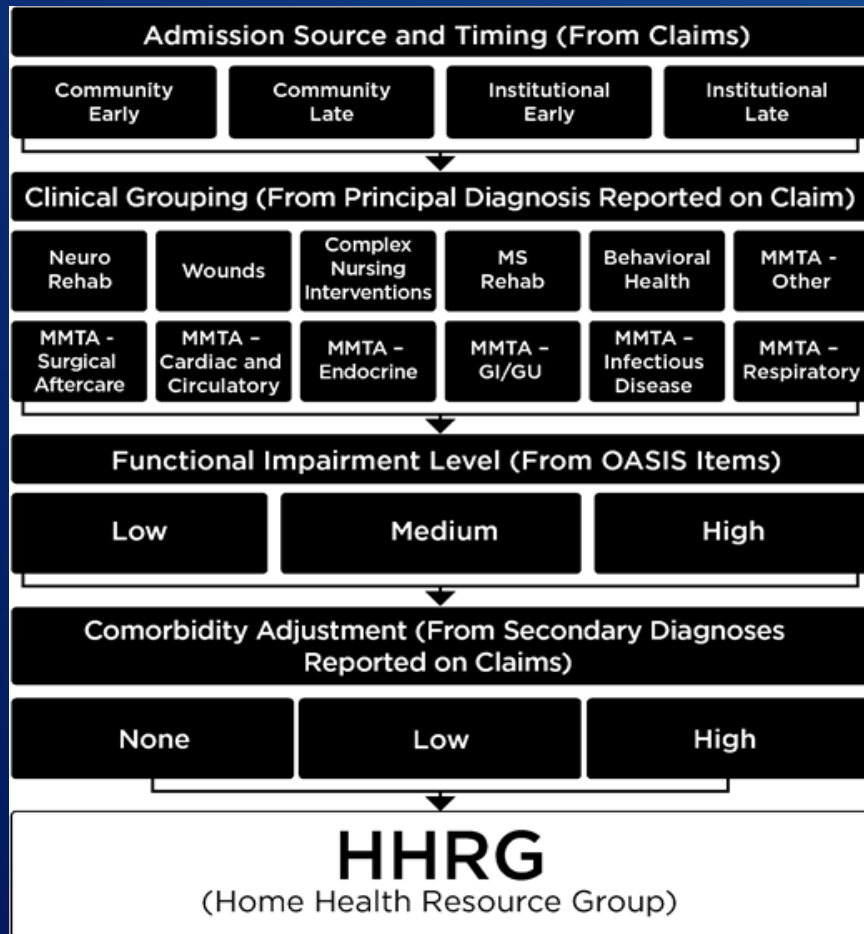 Admission Source and Timing (From Claims)
Community
Early
Community
Late
Institutional
Early
Institutional
Late
Clinical Grouping (From Principal Diagnosis Reported on Claim)
Neuro
Rehab
Wounds
Complex
Nursing
Interventions
MS
Rehab
Behavioral
Health
MMTA -
Other
MMTA -
Surgical
Aftercare
MMTA –
Cardiac and
Circulatory
MMTA –
Endocrine
MMTA –
GI/GU
MMTA –
Infectious
Disease
MMTA –
Respiratory
Functional Impairment Level (From OASIS Items)
Low
Medium
High
Comorbidity Adjustment (From Secondary Diagnoses
Reported on Claims)
None
Low
High
HHRG
(Home Health Resource Group)